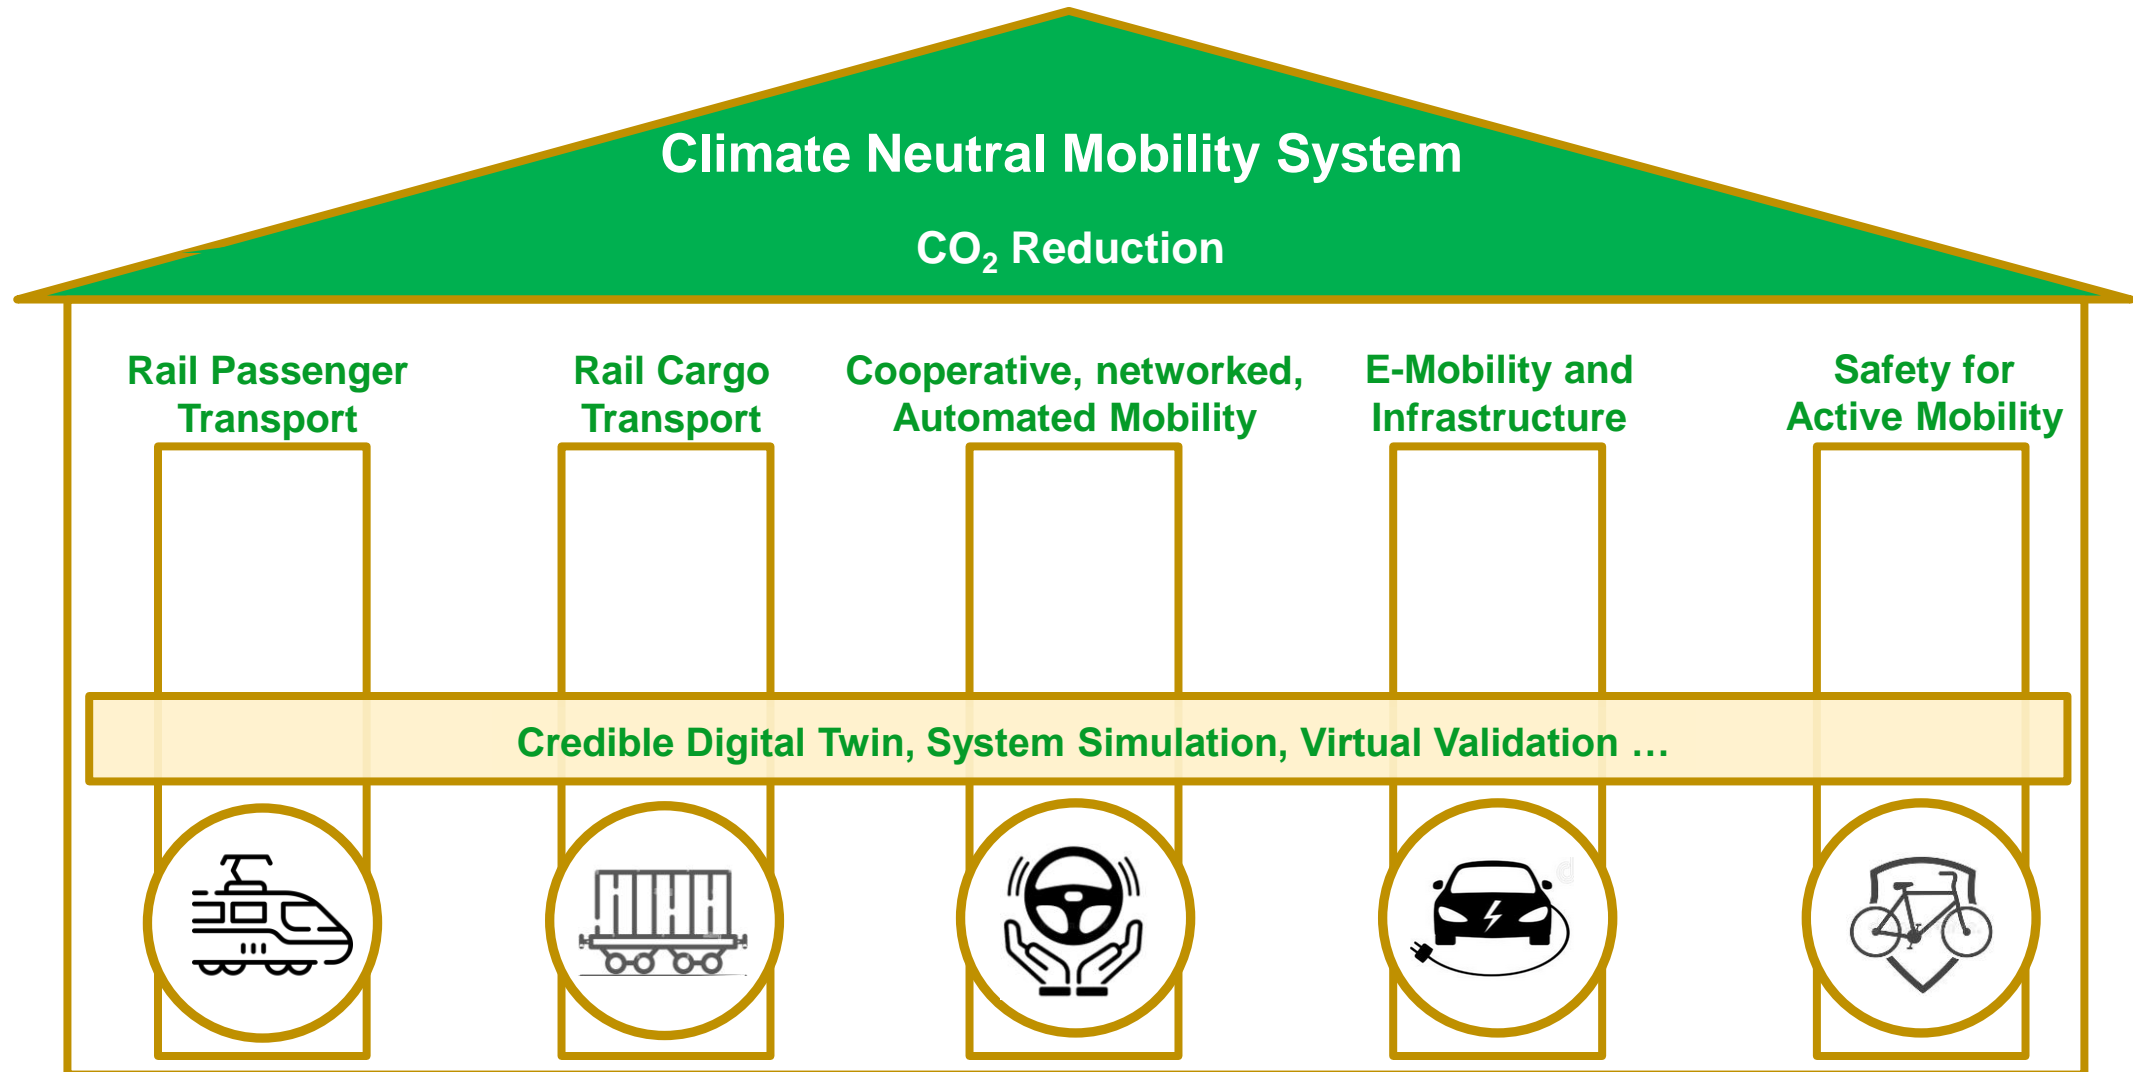 Climate Neutral Mobility System
CO₂ Reduction
Rail Passenger
Transport
Rail Cargo
Transport
Cooperative, networked,
Automated Mobility
E-Mobility and
Infrastructure
Safety for
Active Mobility
Credible Digital Twin, System Simulation, Virtual Validation …